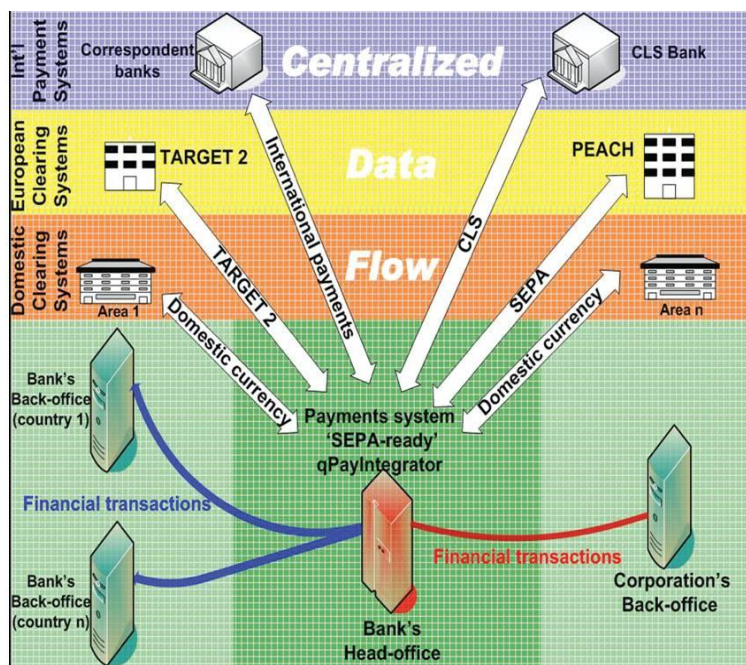 Int'l
Payment
Systems
Correspondent
banks
Centralized
CLS Bank
European
Clearing
Systems
TARGET 2
Data
PEACH
International payments
CLS
Domestic
Clearing
Systems
Area 1
Flow
Area n
TARGET 2
SEPA
Domestic currency
Domestic currency
Bank's
Back-office
(country 1)
Payments system
'SEPA-ready'
qPayIntegrator
Financial transactions
Financial transactions
Bank's
Back-office
(country n)
Bank's
Head-office
Corporation's
Back-office